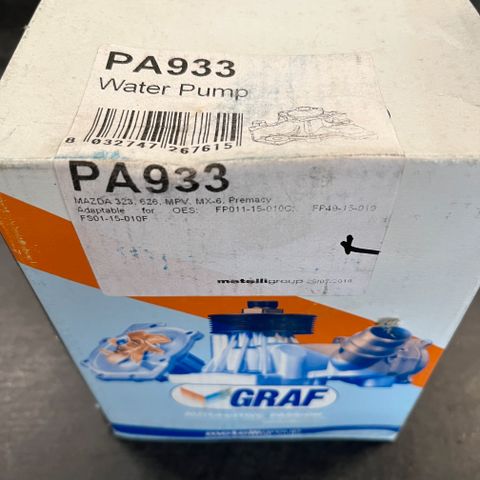 PA933
Water Pump
8 032747 267615
PA933
MAZDA 323, 626, MPV, MX-6, Premacy
Adaptable for OES: FP011-15-010C; FP49-15-010
FS01-15-010F
metelligroup
GRAF